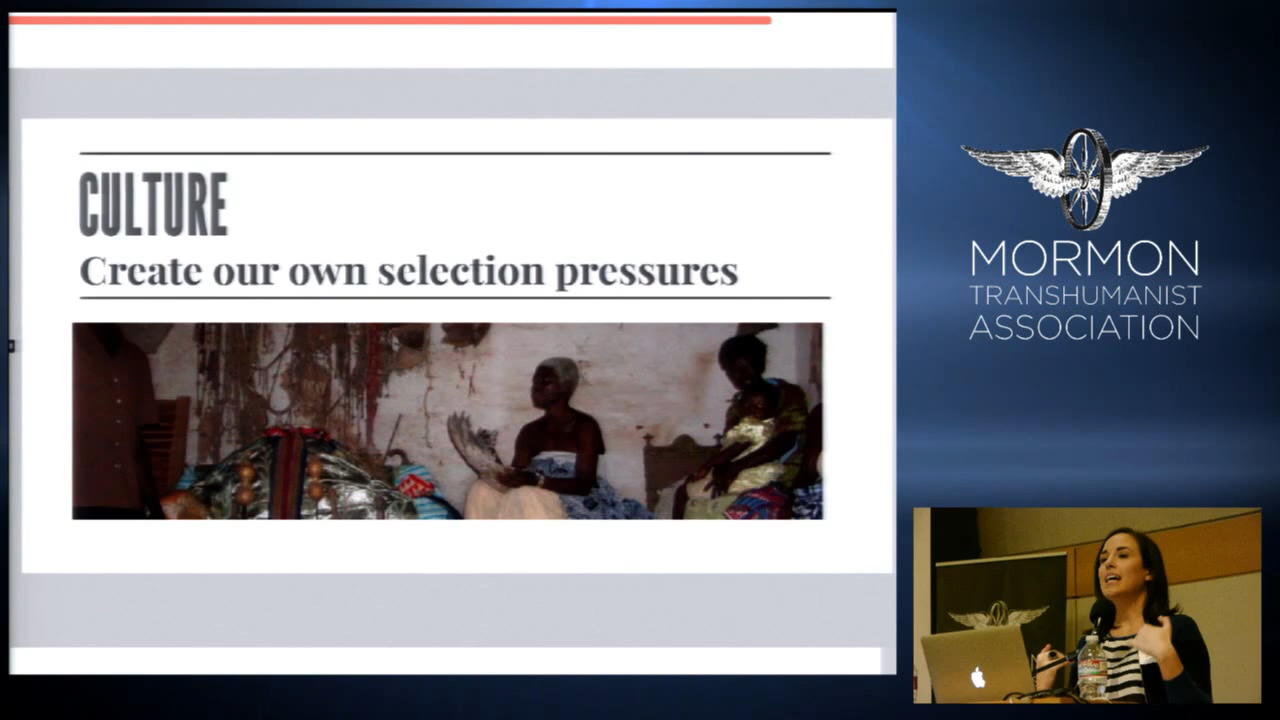 CULTURE
Create our own selection pressures
MORMON
TRANSHUMANIST
ASSOCIATION